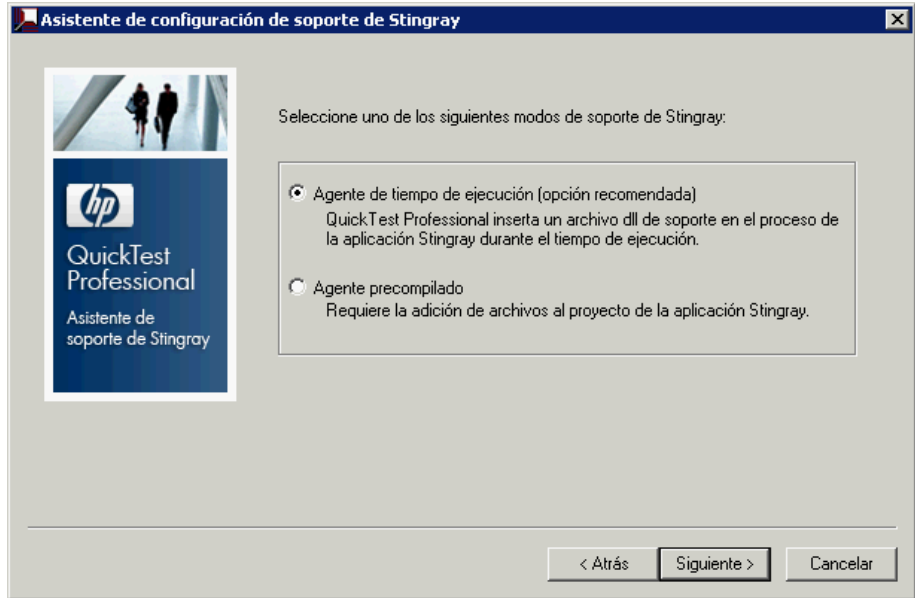 Asistente de configuración de soporte de Stingray
Seleccione uno de los siguientes modos de soporte de Stingray:
hp
QuickTest
Professional
Asistente de
soporte de Stingray
Agente de tiempo de ejecución (opción recomendada)
QuickTest Professional inserta un archivo dll de soporte en el proceso de
la aplicación Stingray durante el tiempo de ejecución.
Agente precompilado
Requiere la adición de archivos al proyecto de la aplicación Stingray.
< Atrás
Siguiente >
Cancelar